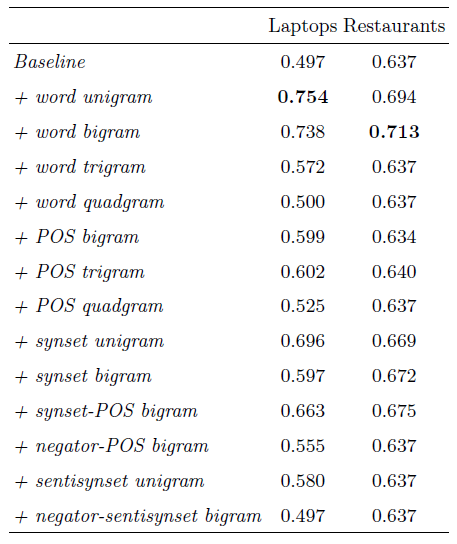 Laptops Restaurants
Baseline 0.497 0.637
+ word unigram 0.754 0.694
+ word bigram 0.738 0.713
+ word trigram 0.572 0.637
+ word quadgram 0.500 0.637
+ POS bigram 0.599 0.634
+ POS trigram 0.602 0.640
+ POS quadgram 0.525 0.637
+ synset unigram 0.696 0.669
+ synset bigram 0.597 0.672
+ synset-POS bigram 0.663 0.675
+ negator-POS bigram 0.555 0.637
+ sentisynset unigram 0.580 0.637
+ negator-sentisynset bigram 0.497 0.637